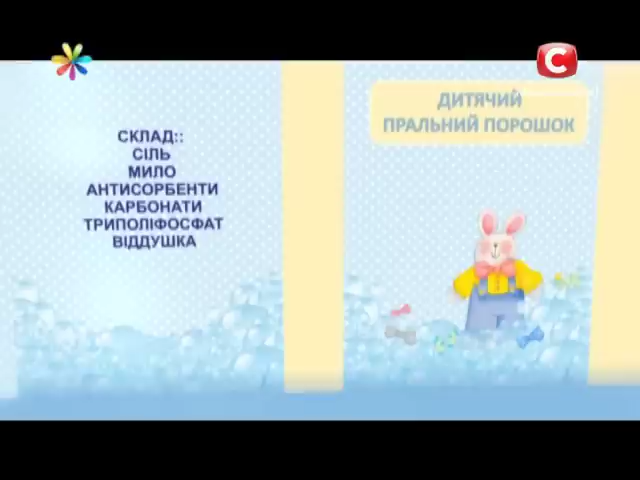 СКЛАД::
СІЛЬ
МИЛО
АНТИСОРБЕНТИ
КАРБОНАТИ
ТРИПОЛІФОСФАТ
ВІДДУШКА
ДИТЯЧИЙ
ПРАЛЬНИЙ ПОРОШОК
С